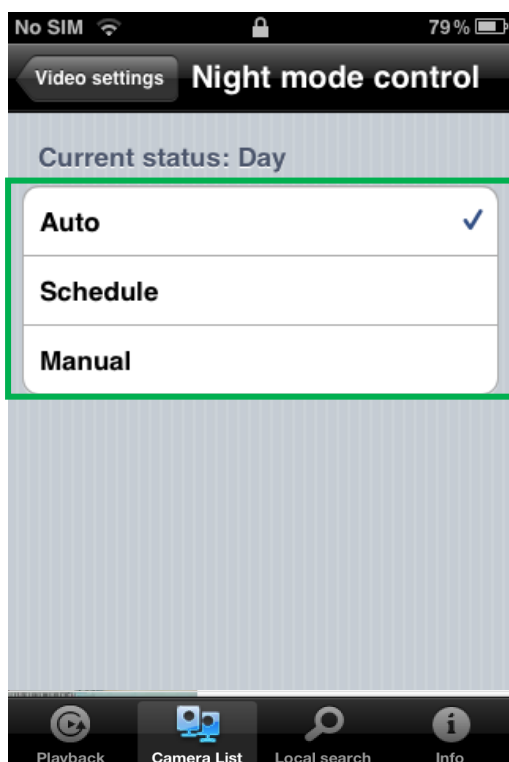 No SIM 79%
Video settings Night mode control
Current status: Day
Auto
Schedule
Manual
Playback Camera List Local search Info